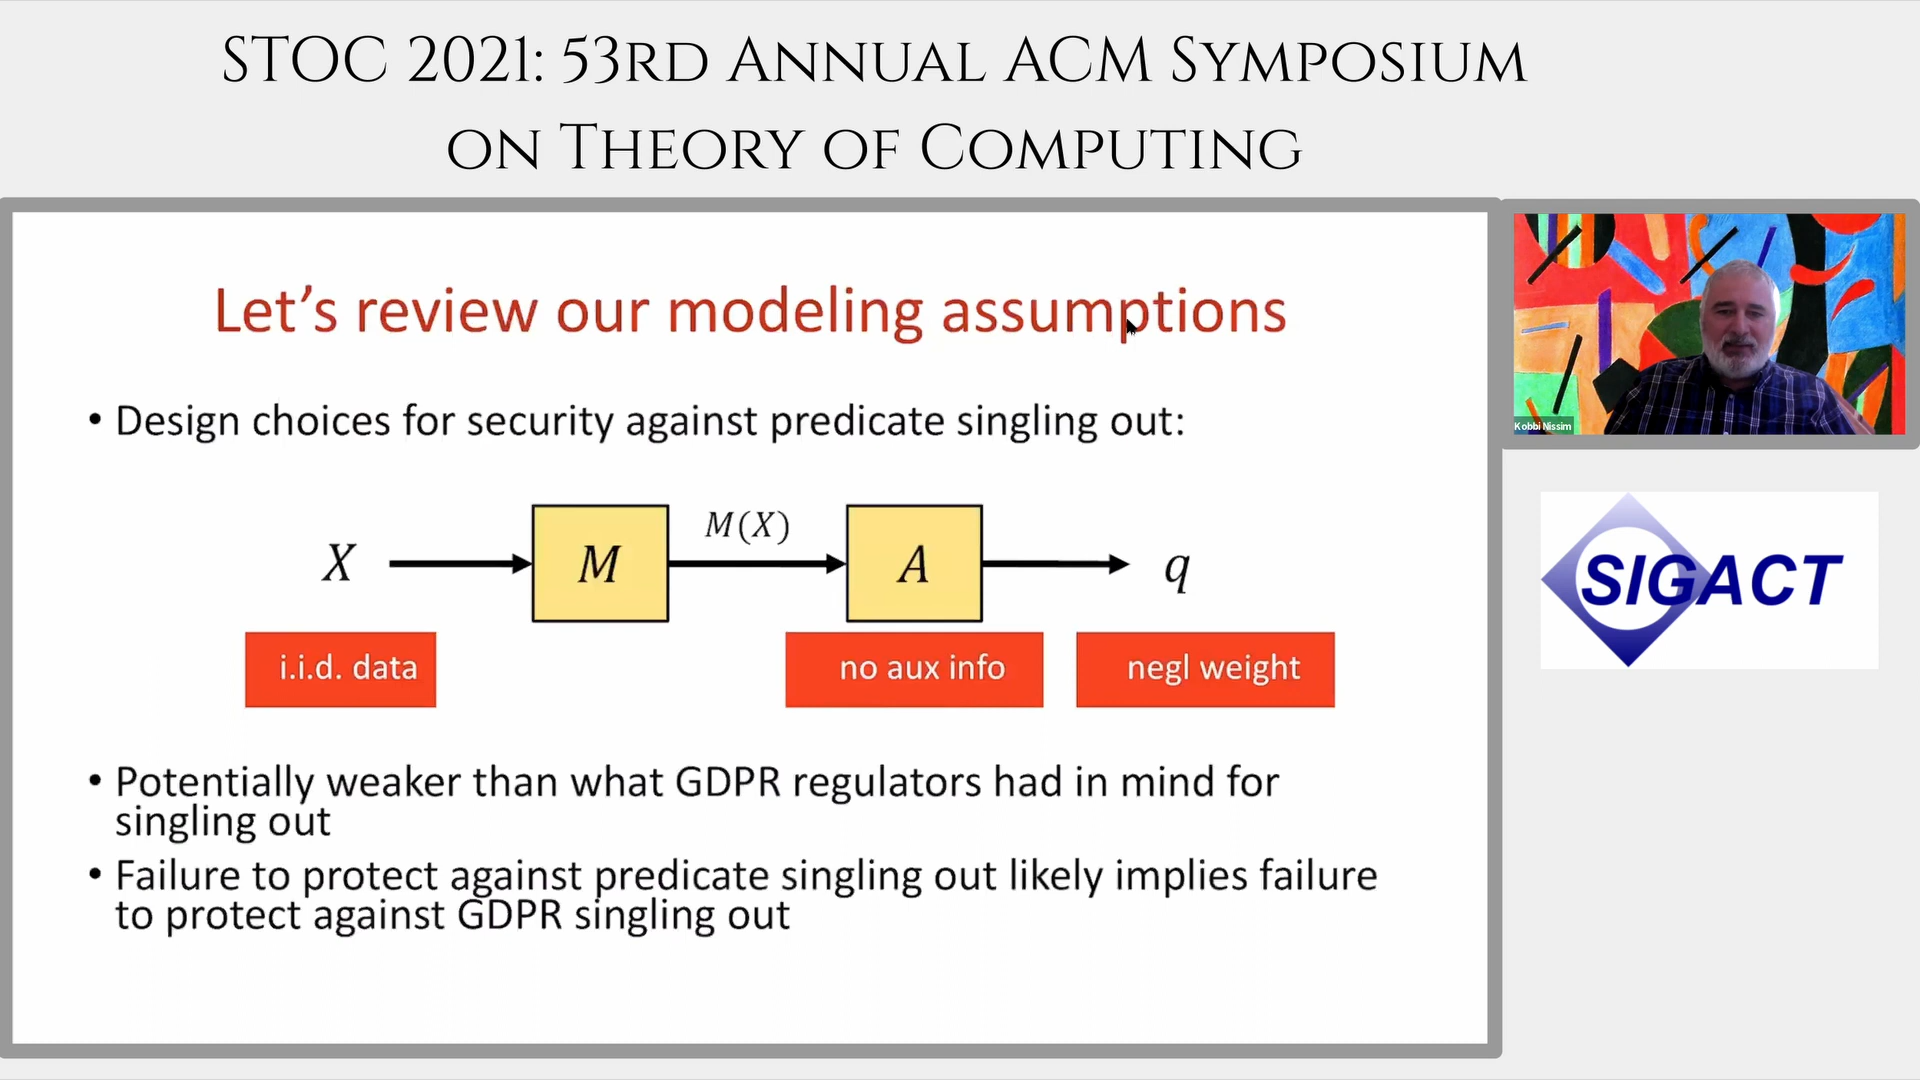 STOC 2021: 53rd Annual ACM Symposium
on Theory of Computing
Let's review our modeling assumptions
• Design choices for security against predicate singling out:
X
M
M(X)
A
q
i.i.d. data
no aux info
negl weight
• Potentially weaker than what GDPR regulators had in mind for
singling out
• Failure to protect against predicate singling out likely implies failure
to protect against GDPR singling out
Kobbi Nissim
SIGACT